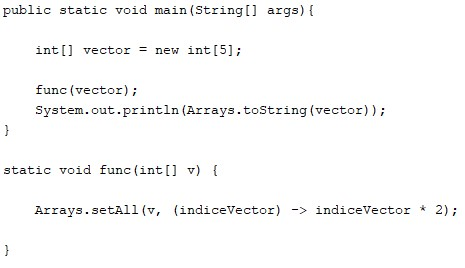 public static void main(String[] args){
int[] vector = new int[5];
func(vector);
System.out.println(Arrays.toString(vector));
}
static void func(int[] v) {
Arrays.setAll(v, (indiceVector) -> indiceVector * 2);
}